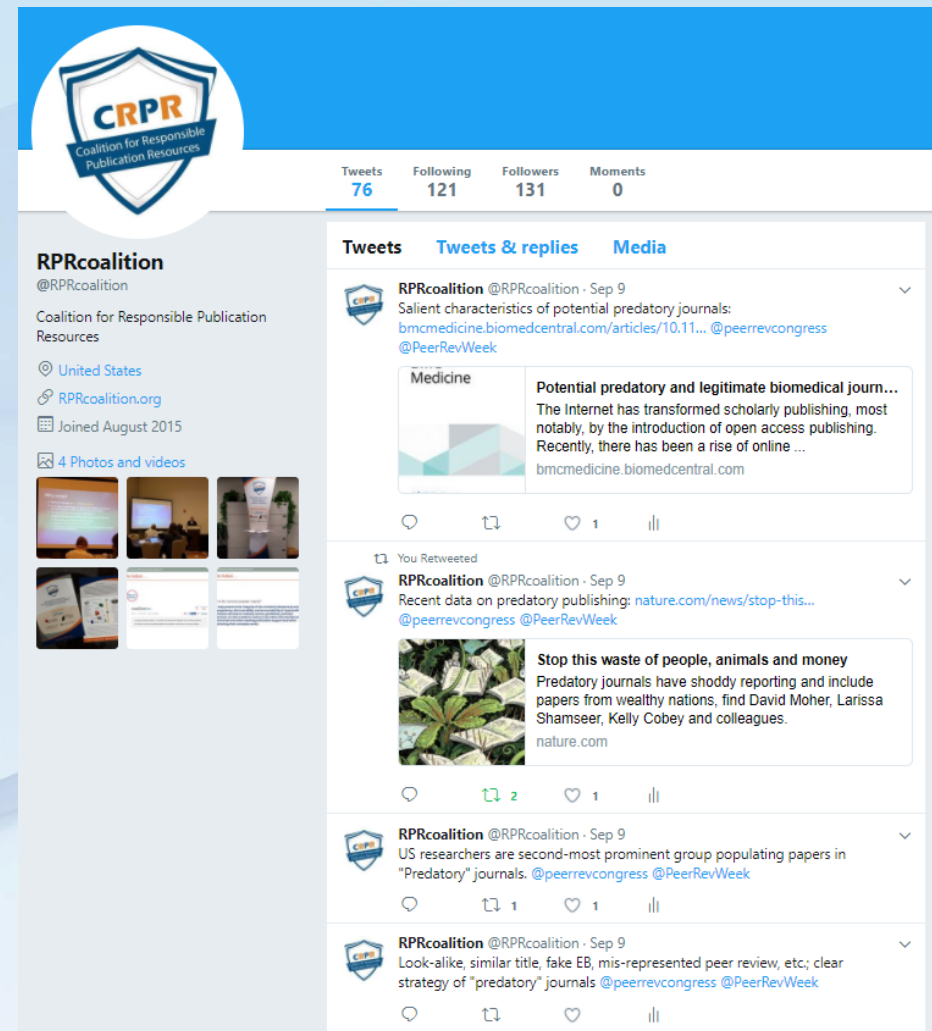 CRPR
Coalition for Responsible
Publication Resources
Tweets
76
Following
121
Followers
131
Moments
0
RPRcoalition
@RPRcoalition
Coalition for Responsible Publication
Resources
United States
RPRcoalition.org
Joined August 2015
4 Photos and videos
Tweets Tweets & replies Media
RPRcoalition @RPRcoalition · Sep 9
Salient characteristics of potential predatory journals:
bmcmedicine.biomedcentral.com/articles/10.11... @peerrevcongress
@PeerRevWeek
Medicine
Potential predatory and legitimate biomedical journ...
The Internet has transformed scholarly publishing, most
notably, by the introduction of open access publishing.
Recently, there has been a rise of online ...
bmcmedicine.biomedcentral.com
1
You Retweeted
RPRcoalition @RPRcoalition · Sep 9
Recent data on predatory publishing: nature.com/news/stop-this...
@peerrevcongress @PeerRevWeek
Stop this waste of people, animals and money
Predatory journals have shoddy reporting and include
papers from wealthy nations, find David Moher, Larissa
Shamseer, Kelly Cobey and colleagues.
nature.com
2 1
RPRcoalition @RPRcoalition · Sep 9
US researchers are second-most prominent group populating papers in
"Predatory" journals. @peerrevcongress @PeerRevWeek
1 1
RPRcoalition @RPRcoalition · Sep 9
Look-alike, similar title, fake EB, mis-represented peer review, etc.; clear
strategy of "predatory" journals @peerrevcongress @PeerRevWeek